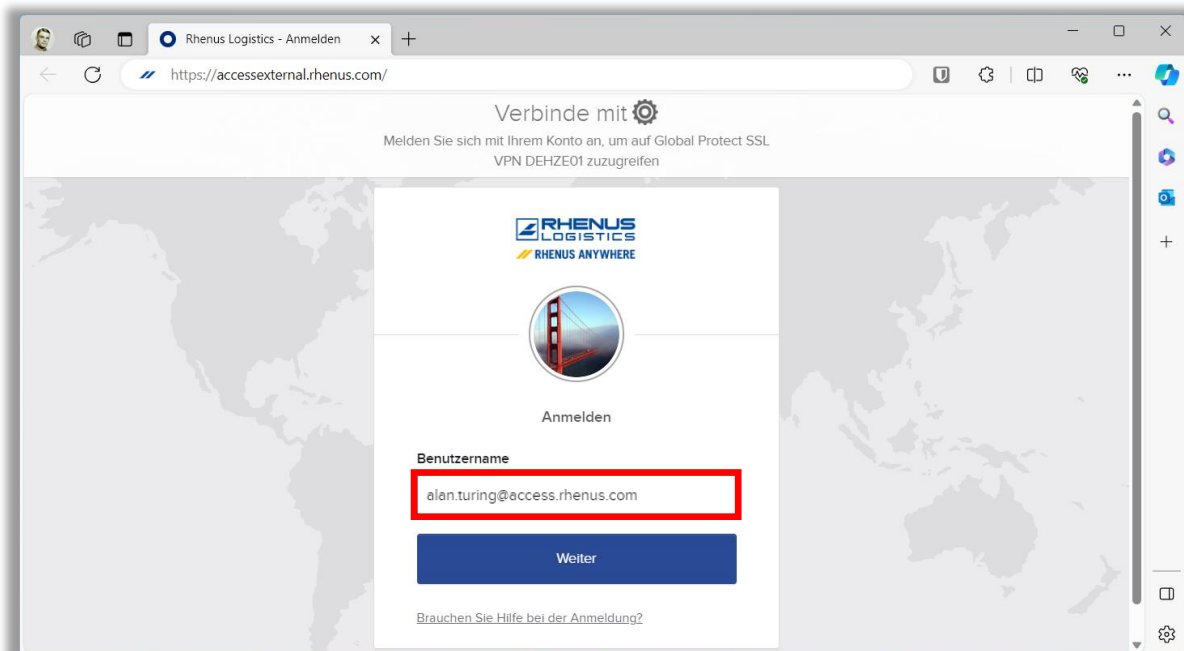 Rhenus Logistics - Anmelden
https://accessexternal.rhenus.com/
Verbinde mit
Melden Sie sich mit Ihrem Konto an, um auf Global Protect SSL
VPN DEHZE01 zuzugreifen
RHENUS
LOGISTICS
RHENUS ANYWHERE
Anmelden
Benutzername
alan.turing@access.rhenus.com
Weiter
Brauchen Sie Hilfe bei der Anmeldung?